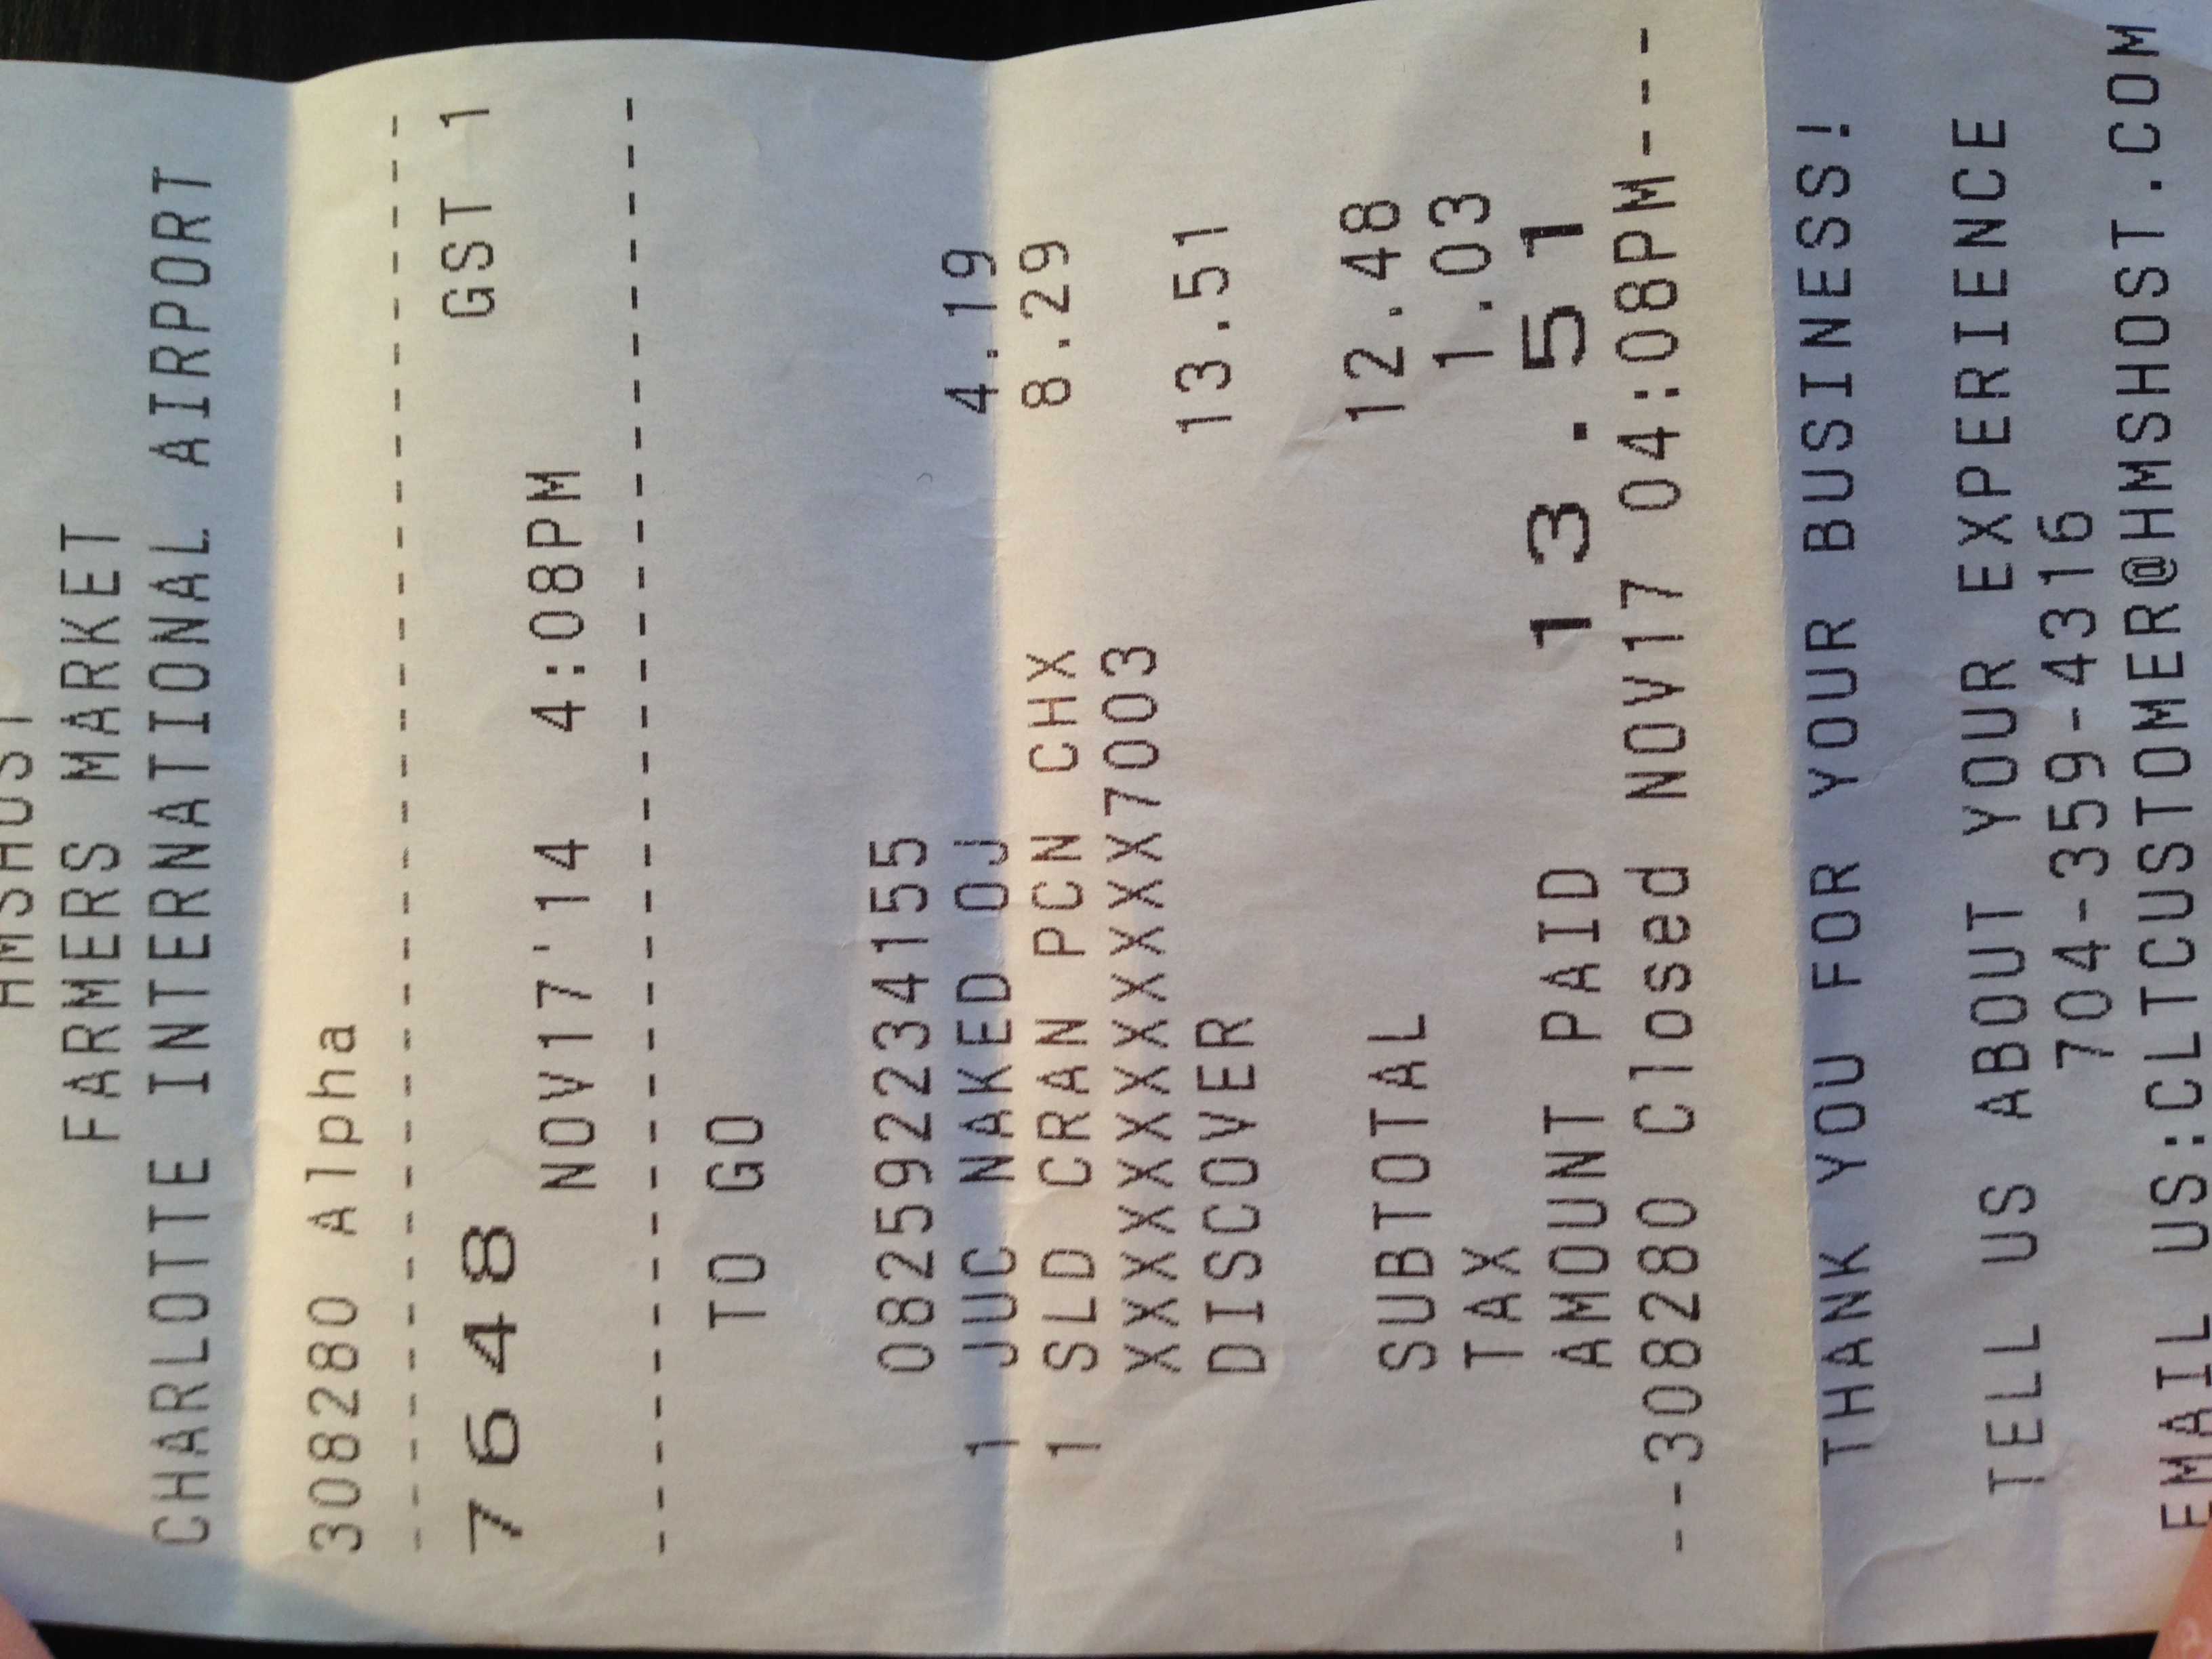 HMSHOST
FARMERS MARKET
CHARLOTTE INTERNATIONAL AIRPORT
308280 Alpha
--------------------------------
7648 GST 1
NOV17'14 4:08PM
---------------------------------
TO GO
082592234155
1 JUC NAKED OJ 4.19
1 SLD CRAN PCN CHX 8.29
XXXXXXXXXXXX7003
DISCOVER 13.51
SUBTOTAL 12.48
TAX 1.03
AMOUNT PAID 13.51
--308280 Closed NOV17 04:08PM---
THANK YOU FOR YOUR BUSINESS!
TELL US ABOUT YOUR EXPERIENCE
704-359-4316
EMAIL US:CLTCUSTOMER@HMSHOST.COM